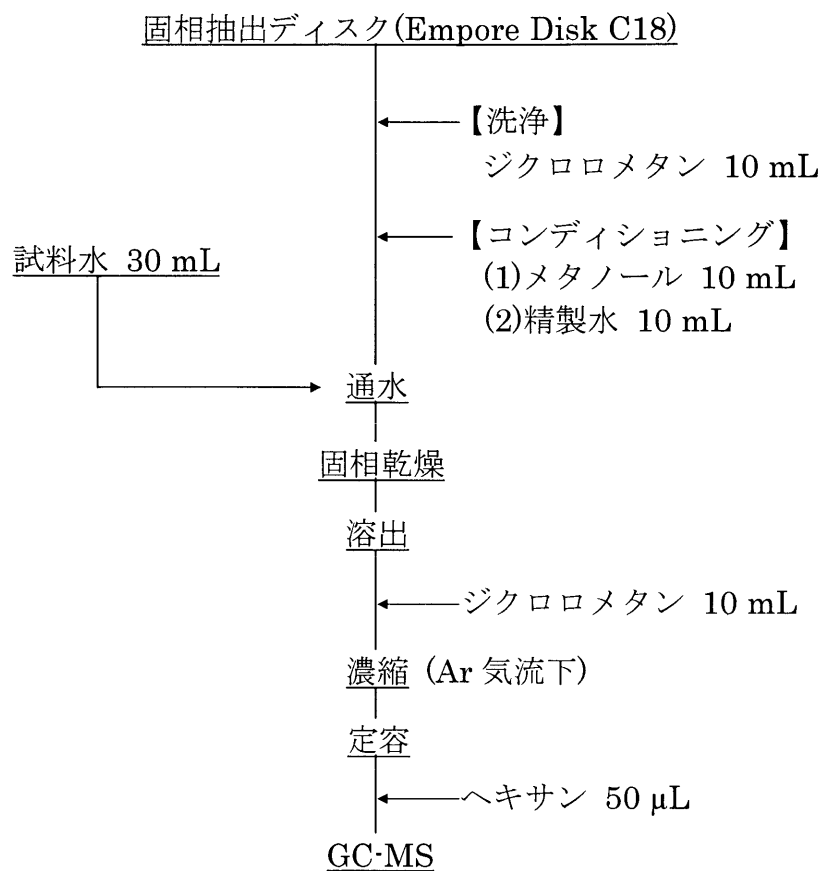 固相抽出ディスク(Empore Disk C18)
【洗浄】
ジクロロメタン 10 mL
【コンディショニング】
(1)メタノール 10 mL
(2)精製水 10 mL
試料水 30 mL
通水
固相乾燥
溶出
ジクロロメタン 10 mL
濃縮 (Ar 気流下)
定容
ヘキサン 50 μL
GC-MS